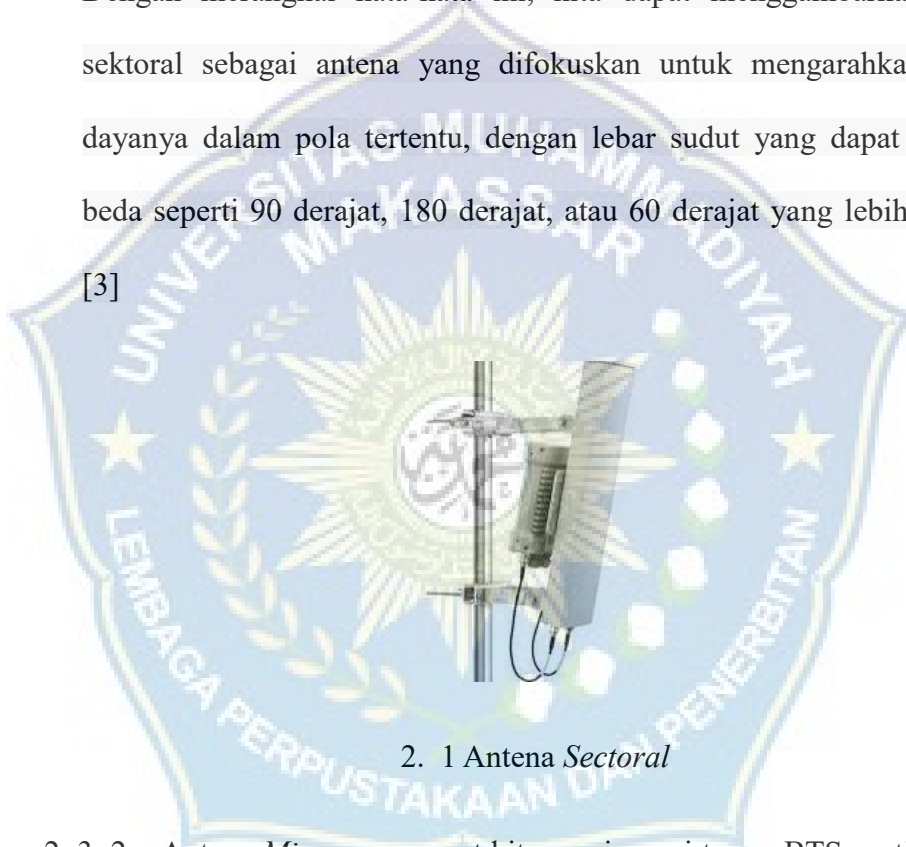 sektoral sebagai antena yang difokuskan untuk mengarahka
dayanya dalam pola tertentu, dengan lebar sudut yang dapat
beda seperti 90 derajat, 180 derajat, atau 60 derajat yang lebih
[3]
UNIVERSITAS MUHAMMADIYAH
MAKASSAR
LEMBAGA PERPUSTAKAAN DAN PENERBITAN
2. 1 Antena Sectoral